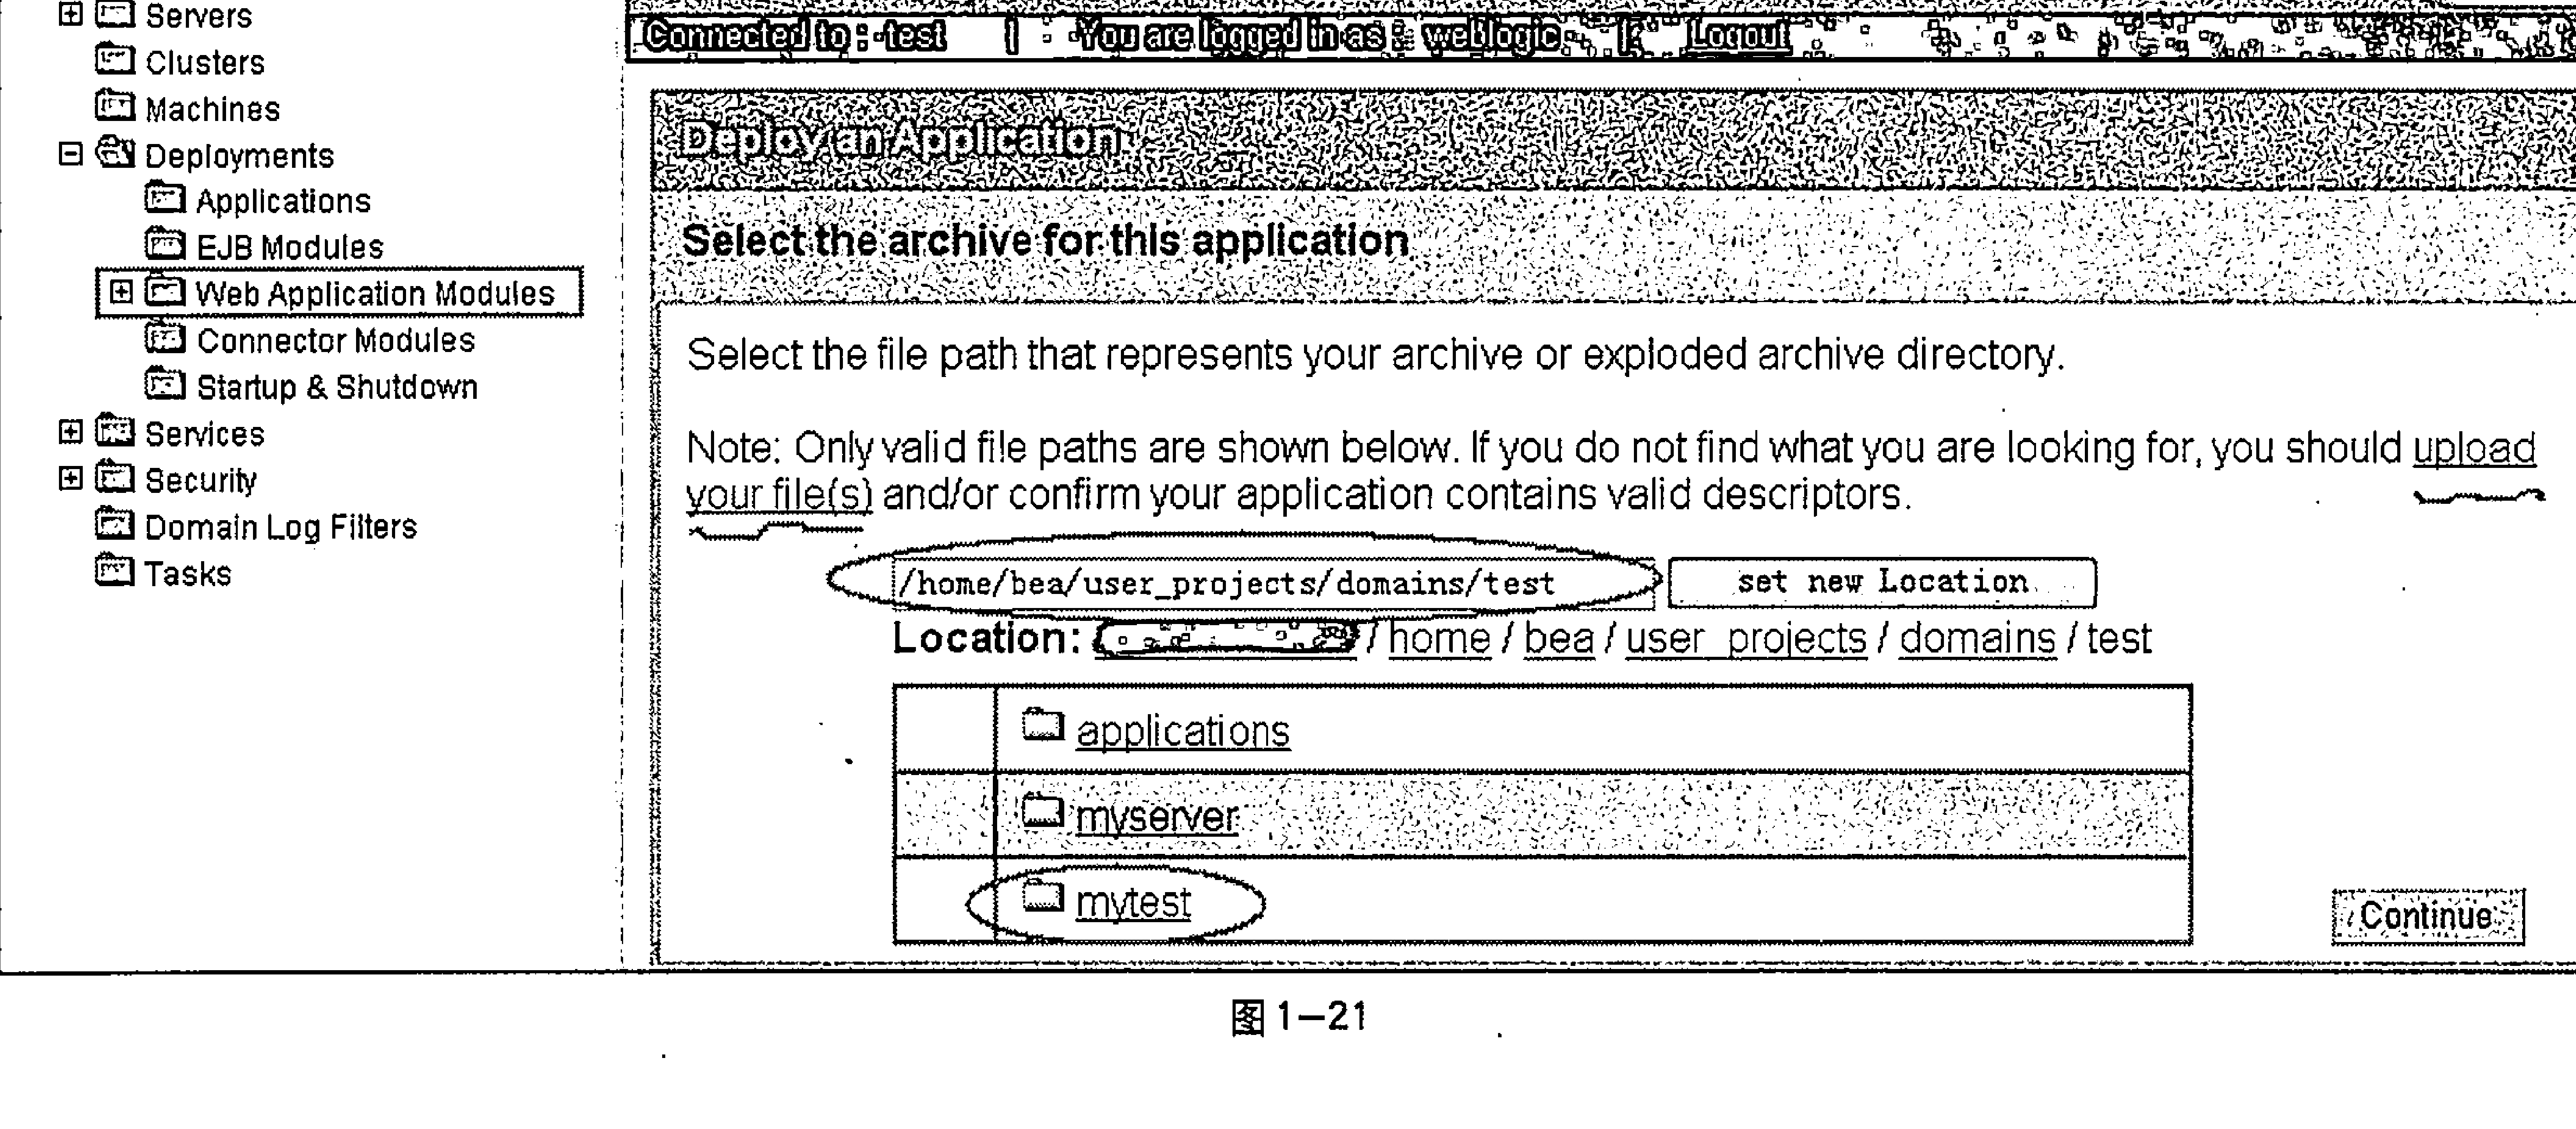 Servers
Clusters
Machines
Deployments
Applications
EJB Modules
Web Application Modules
Connector Modules
Startup & Shutdown
Services
Security
Domain Log Filters
Tasks
Connected to : test | You are logged in as : weblogic | Logout
Deploy an Application
Select the archive for this application
Select the file path that represents your archive or exploded archive directory.
Note: Only valid file paths are shown below. If you do not find what you are looking for, you should upload
your file(s) and/or confirm your application contains valid descriptors.
/home/bea/user_projects/domains/test set new Location
Location: / home / bea / user_projects / domains / test
applications
myserver
mytest
Continue
图 1—21